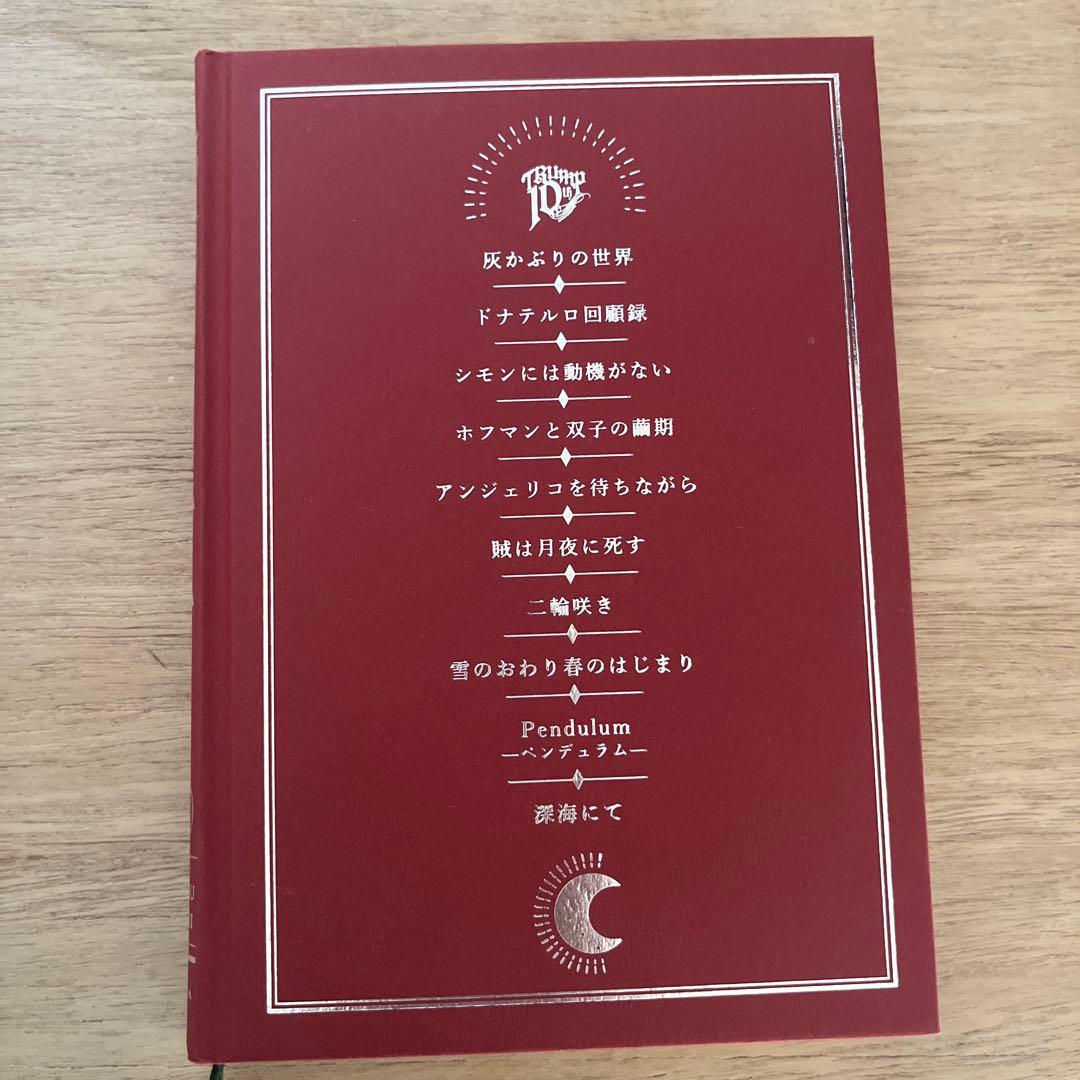 TRUMP
10th
灰かぶりの世界
ドナテルロ回顧録
シモンには動機がない
ホフマンと双子の繭期
アンジェリコを待ちながら
賊は月夜に死す
二輪咲き
雪のおわり春のはじまり
Pendulum
―ペンデュラム―
深海にて